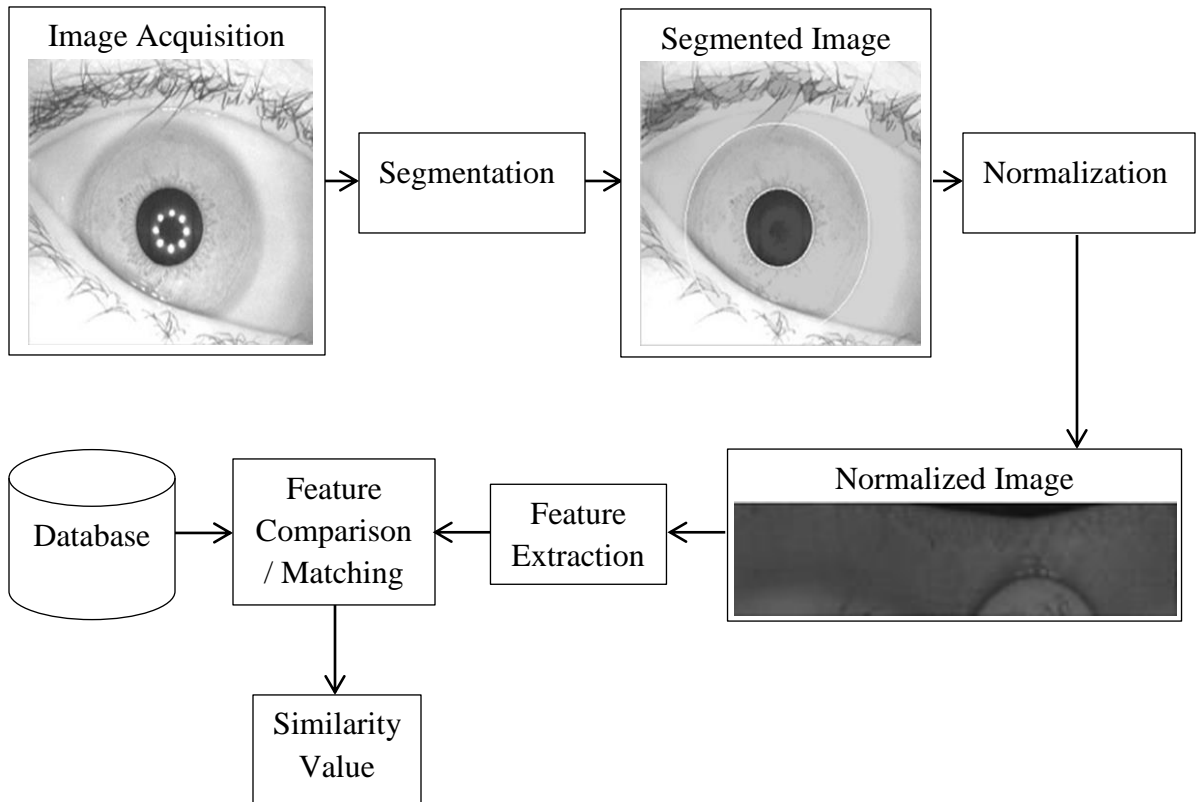 Image Acquisition
Segmentation
Segmented Image
Normalization
Normalized Image
Feature
Extraction
Feature
Comparison
/ Matching
Database
Similarity
Value